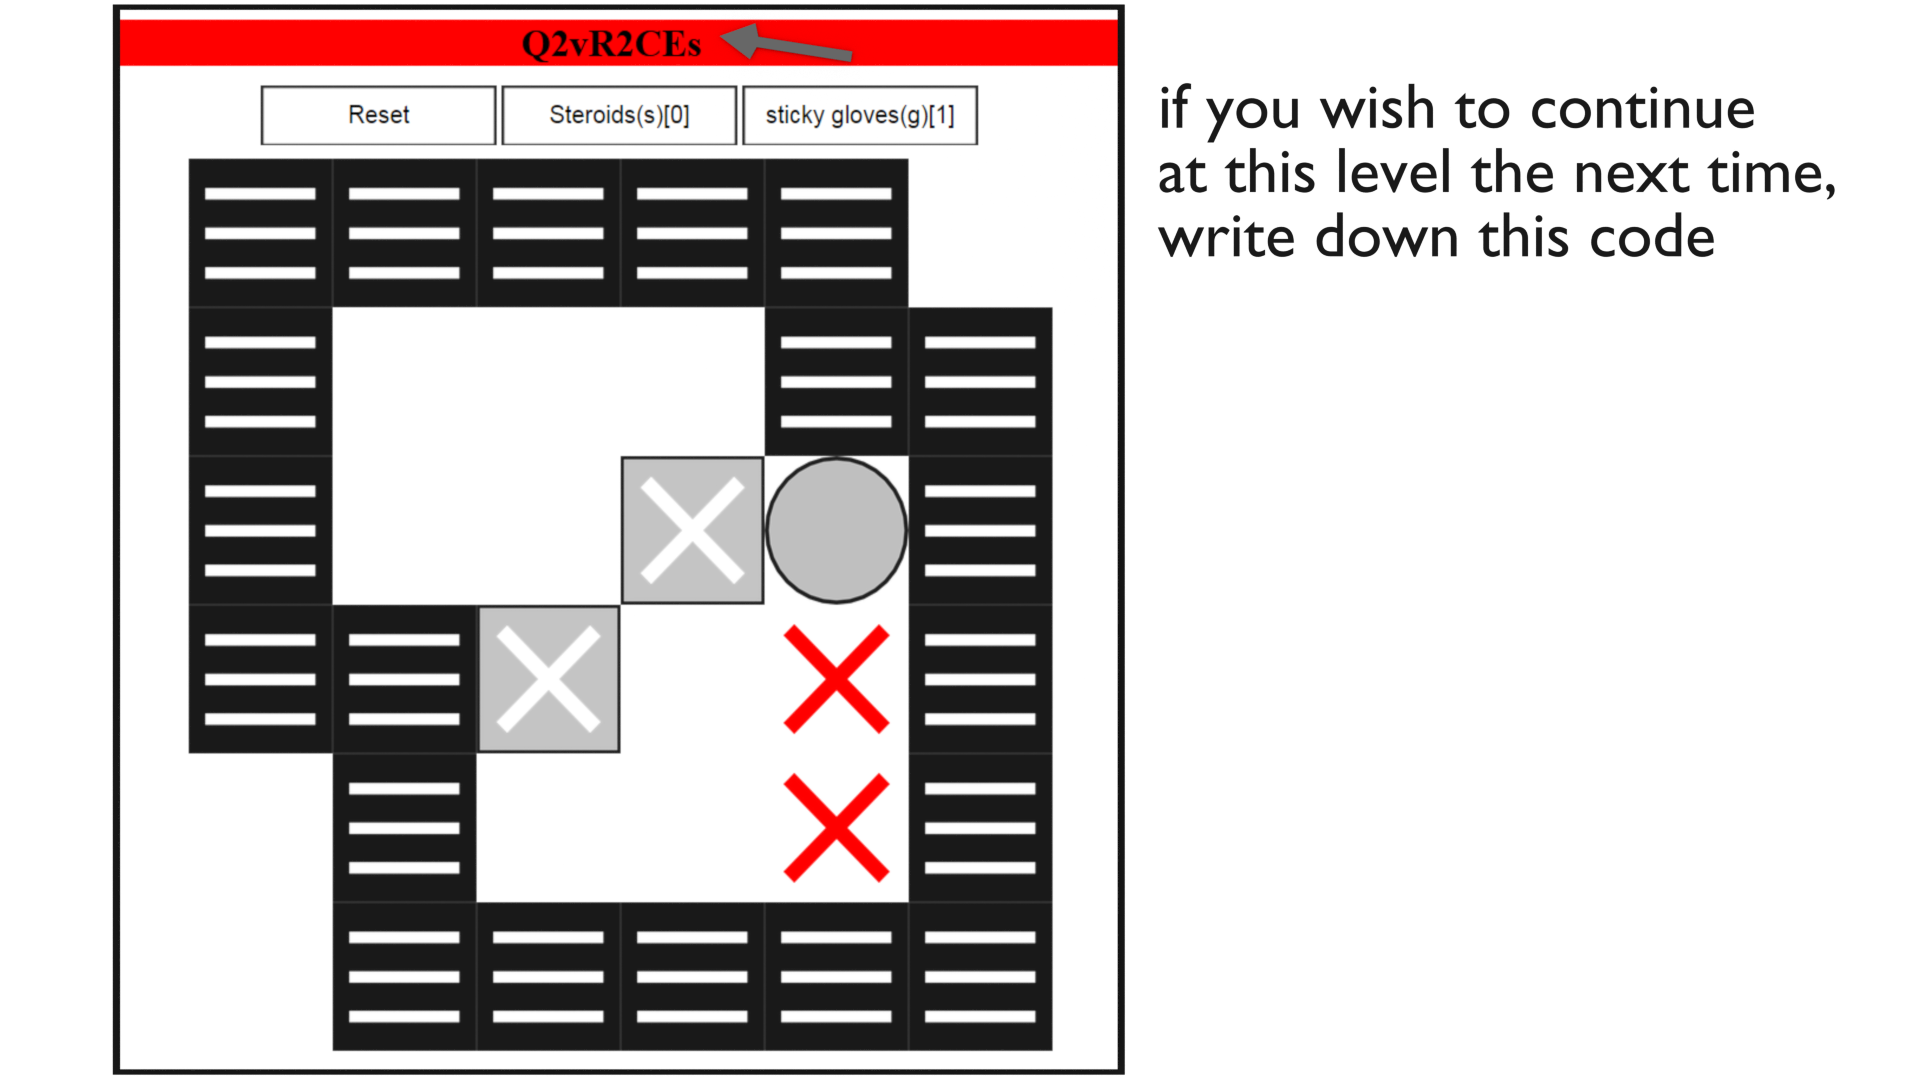 Q2vR2CEs
Reset
Steroids(s)[0]
sticky gloves(g)[1]
if you wish to continue
at this level the next time,
write down this code